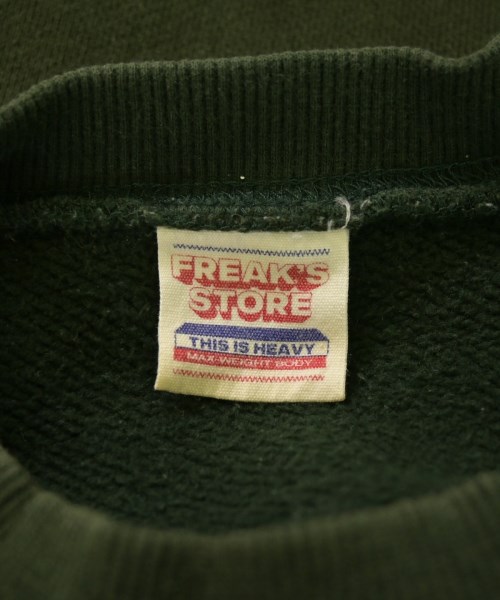 FREAK'S
STORE
THIS IS HEAVY
MAX-WEIGHT BODY